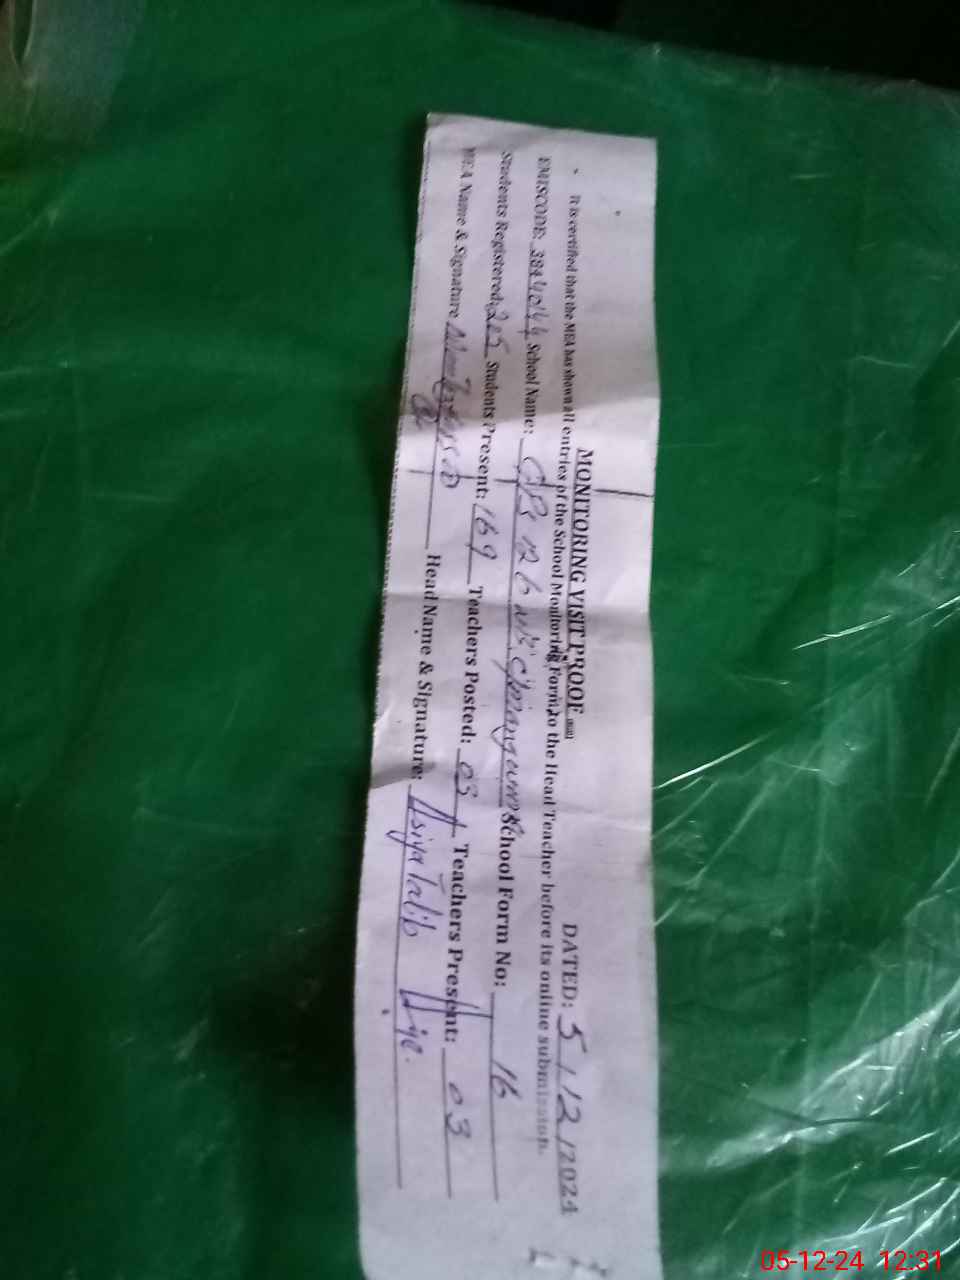 MONITORING VISIT PROOF DATED: 5/12/2024
It is certified that the MEA has shown all entries of the School Monitoring Form to the Head Teacher before its online submission.
EMISCODE: School Name: School Form No: 16
Students Registered: 205 Students Present: 169 Teachers Posted: 03 Teachers Present: 03
MEA Name & Signature Head Name & Signature: Asiya Talib
05-12-24 12:31